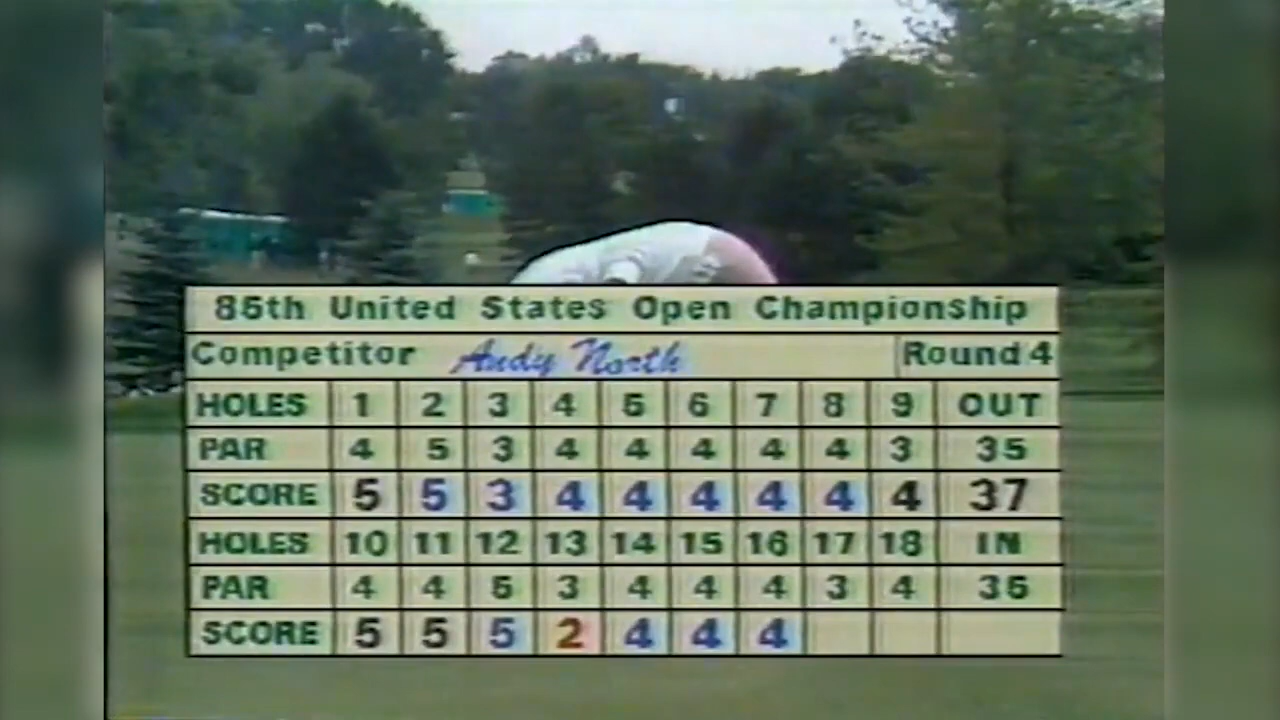 85th United States Open Championship
Competitor Andy North Round 4
HOLES 1 2 3 4 5 6 7 8 9 OUT
PAR 4 5 3 4 4 4 4 4 3 35
SCORE 5 5 3 4 4 4 4 4 4 37
HOLES 10 11 12 13 14 15 16 17 18 IN
PAR 4 4 5 3 4 4 4 3 4 35
SCORE 5 5 5 2 4 4 4